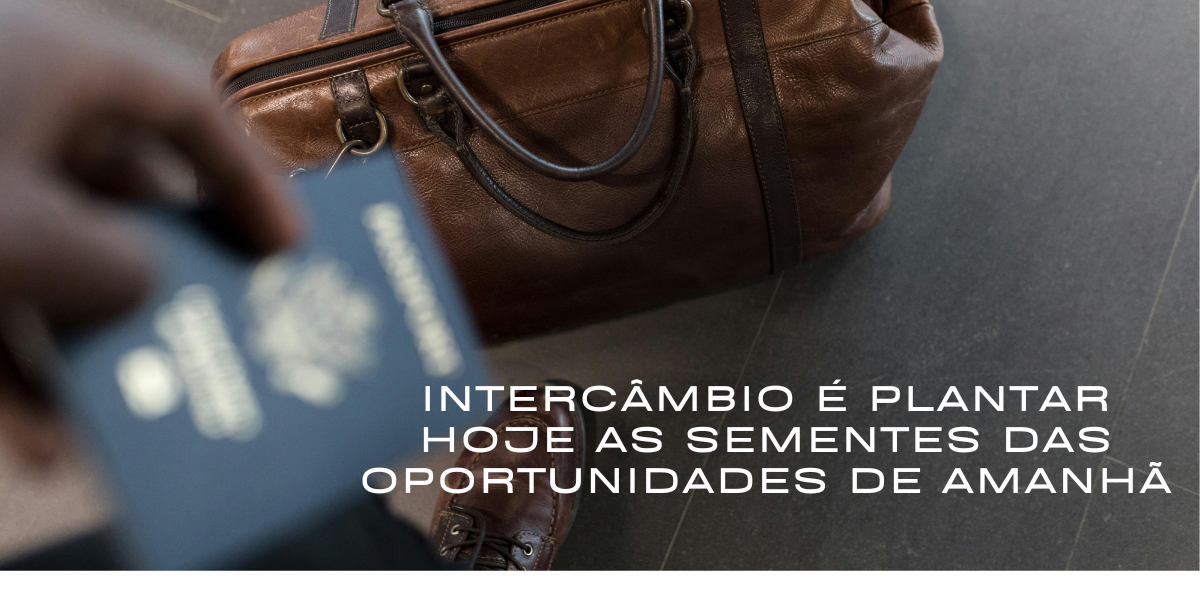 INTERCÂMBIO É PLANTAR
HOJE AS SEMENTES DAS
OPORTUNIDADES DE AMANHÃ